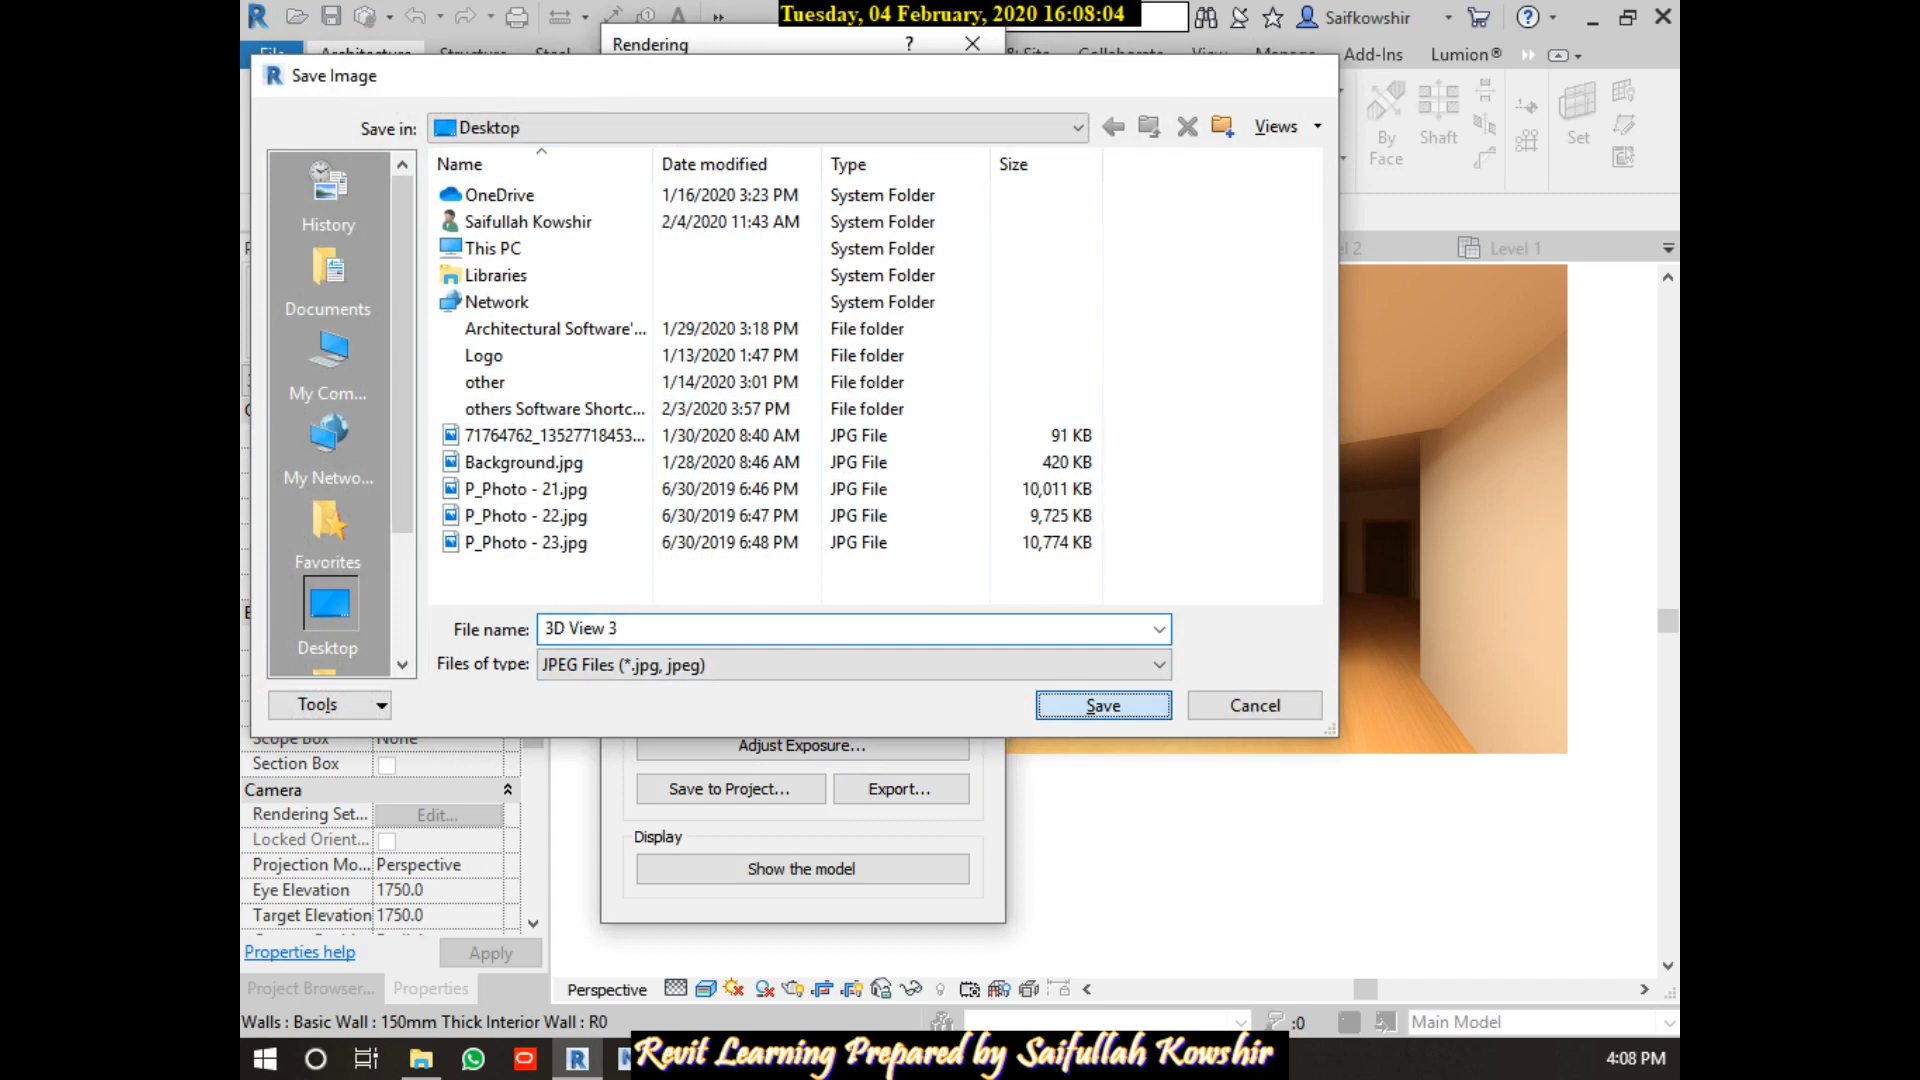 Tuesday, 04 February, 2020 16:08:04
Saifkowshir
Rendering
?
File Architecture Structure Steel & Site Collaborate View Manage Add-Ins Lumion®
Save Image
Save in: Desktop
Views
By Face
Shaft
Set
Name Date modified Type Size
OneDrive 1/16/2020 3:23 PM System Folder
Saifullah Kowshir 2/4/2020 11:43 AM System Folder
This PC System Folder
Libraries System Folder
Network System Folder
Architectural Software'... 1/29/2020 3:18 PM File folder
Logo 1/13/2020 1:47 PM File folder
other 1/14/2020 3:01 PM File folder
others Software Shortc... 2/3/2020 3:57 PM File folder
71764762_13527718453... 1/30/2020 8:40 AM JPG File 91 KB
Background.jpg 1/28/2020 8:46 AM JPG File 420 KB
P_Photo - 21.jpg 6/30/2019 6:46 PM JPG File 10,011 KB
P_Photo - 22.jpg 6/30/2019 6:47 PM JPG File 9,725 KB
P_Photo - 23.jpg 6/30/2019 6:48 PM JPG File 10,774 KB
History
Documents
My Com...
My Netwo...
Favorites
Desktop
Level 1
File name: 3D View 3
Files of type: JPEG Files (*.jpg, jpeg)
Tools
Save
Cancel
Scope Box None
Section Box
Camera
Rendering Set... Edit...
Locked Orient...
Projection Mo... Perspective
Eye Elevation 1750.0
Target Elevation 1750.0
Properties help
Apply
Project Browser... Properties
Adjust Exposure...
Save to Project...
Export...
Display
Show the model
Perspective
Walls : Basic Wall : 150mm Thick Interior Wall : R0
:0
Main Model
Revit Learning Prepared by Saifullah Kowshir
4:08 PM